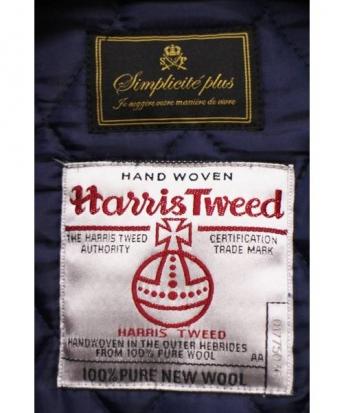 S P
Simplicité plus
Je suggère votre manière de vivre
HAND WOVEN
Harris Tweed
THE HARRIS TWEED CERTIFICATION
AUTHORITY TRADE MARK
HARRIS TWEED
HANDWOVEN IN THE OUTER HEBRIDES
FROM 100% PURE WOOL AA
100% PURE NEW WOOL